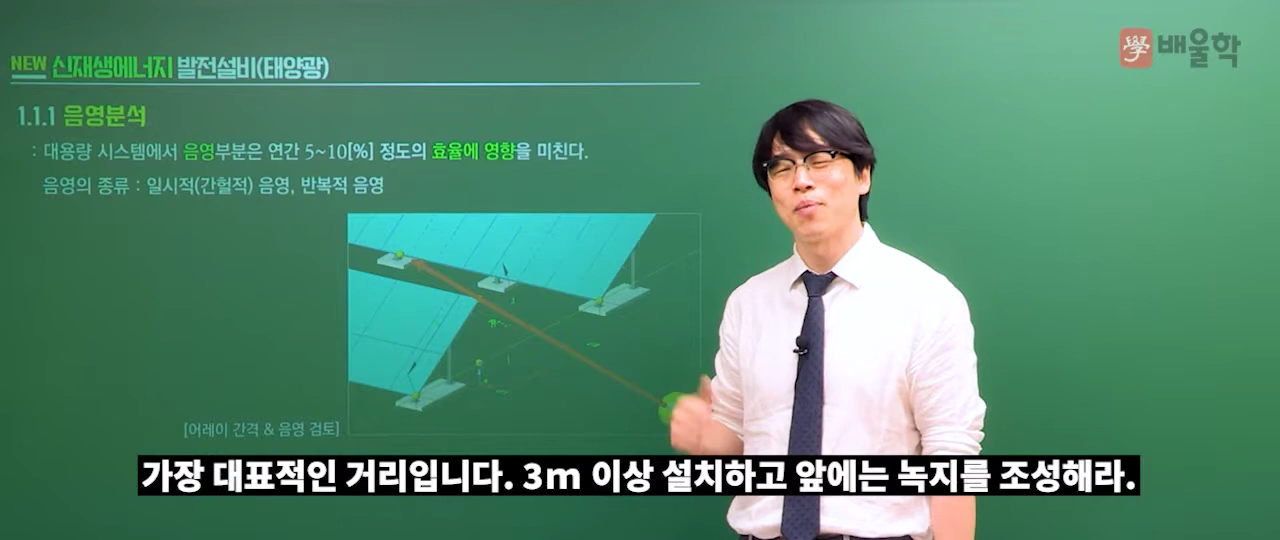 學 배울학
NEW 신재생에너지 발전설비(태양광)
1.1.1 음영분석
: 대용량 시스템에서 음영부분은 연간 5~10[%] 정도의 효율에 영향을 미친다.
음영의 종류 : 일시적(간헐적) 음영, 반복적 음영
[어레이 간격 & 음영 검토]
가장 대표적인 거리입니다. 3m 이상 설치하고 앞에는 녹지를 조성해라.